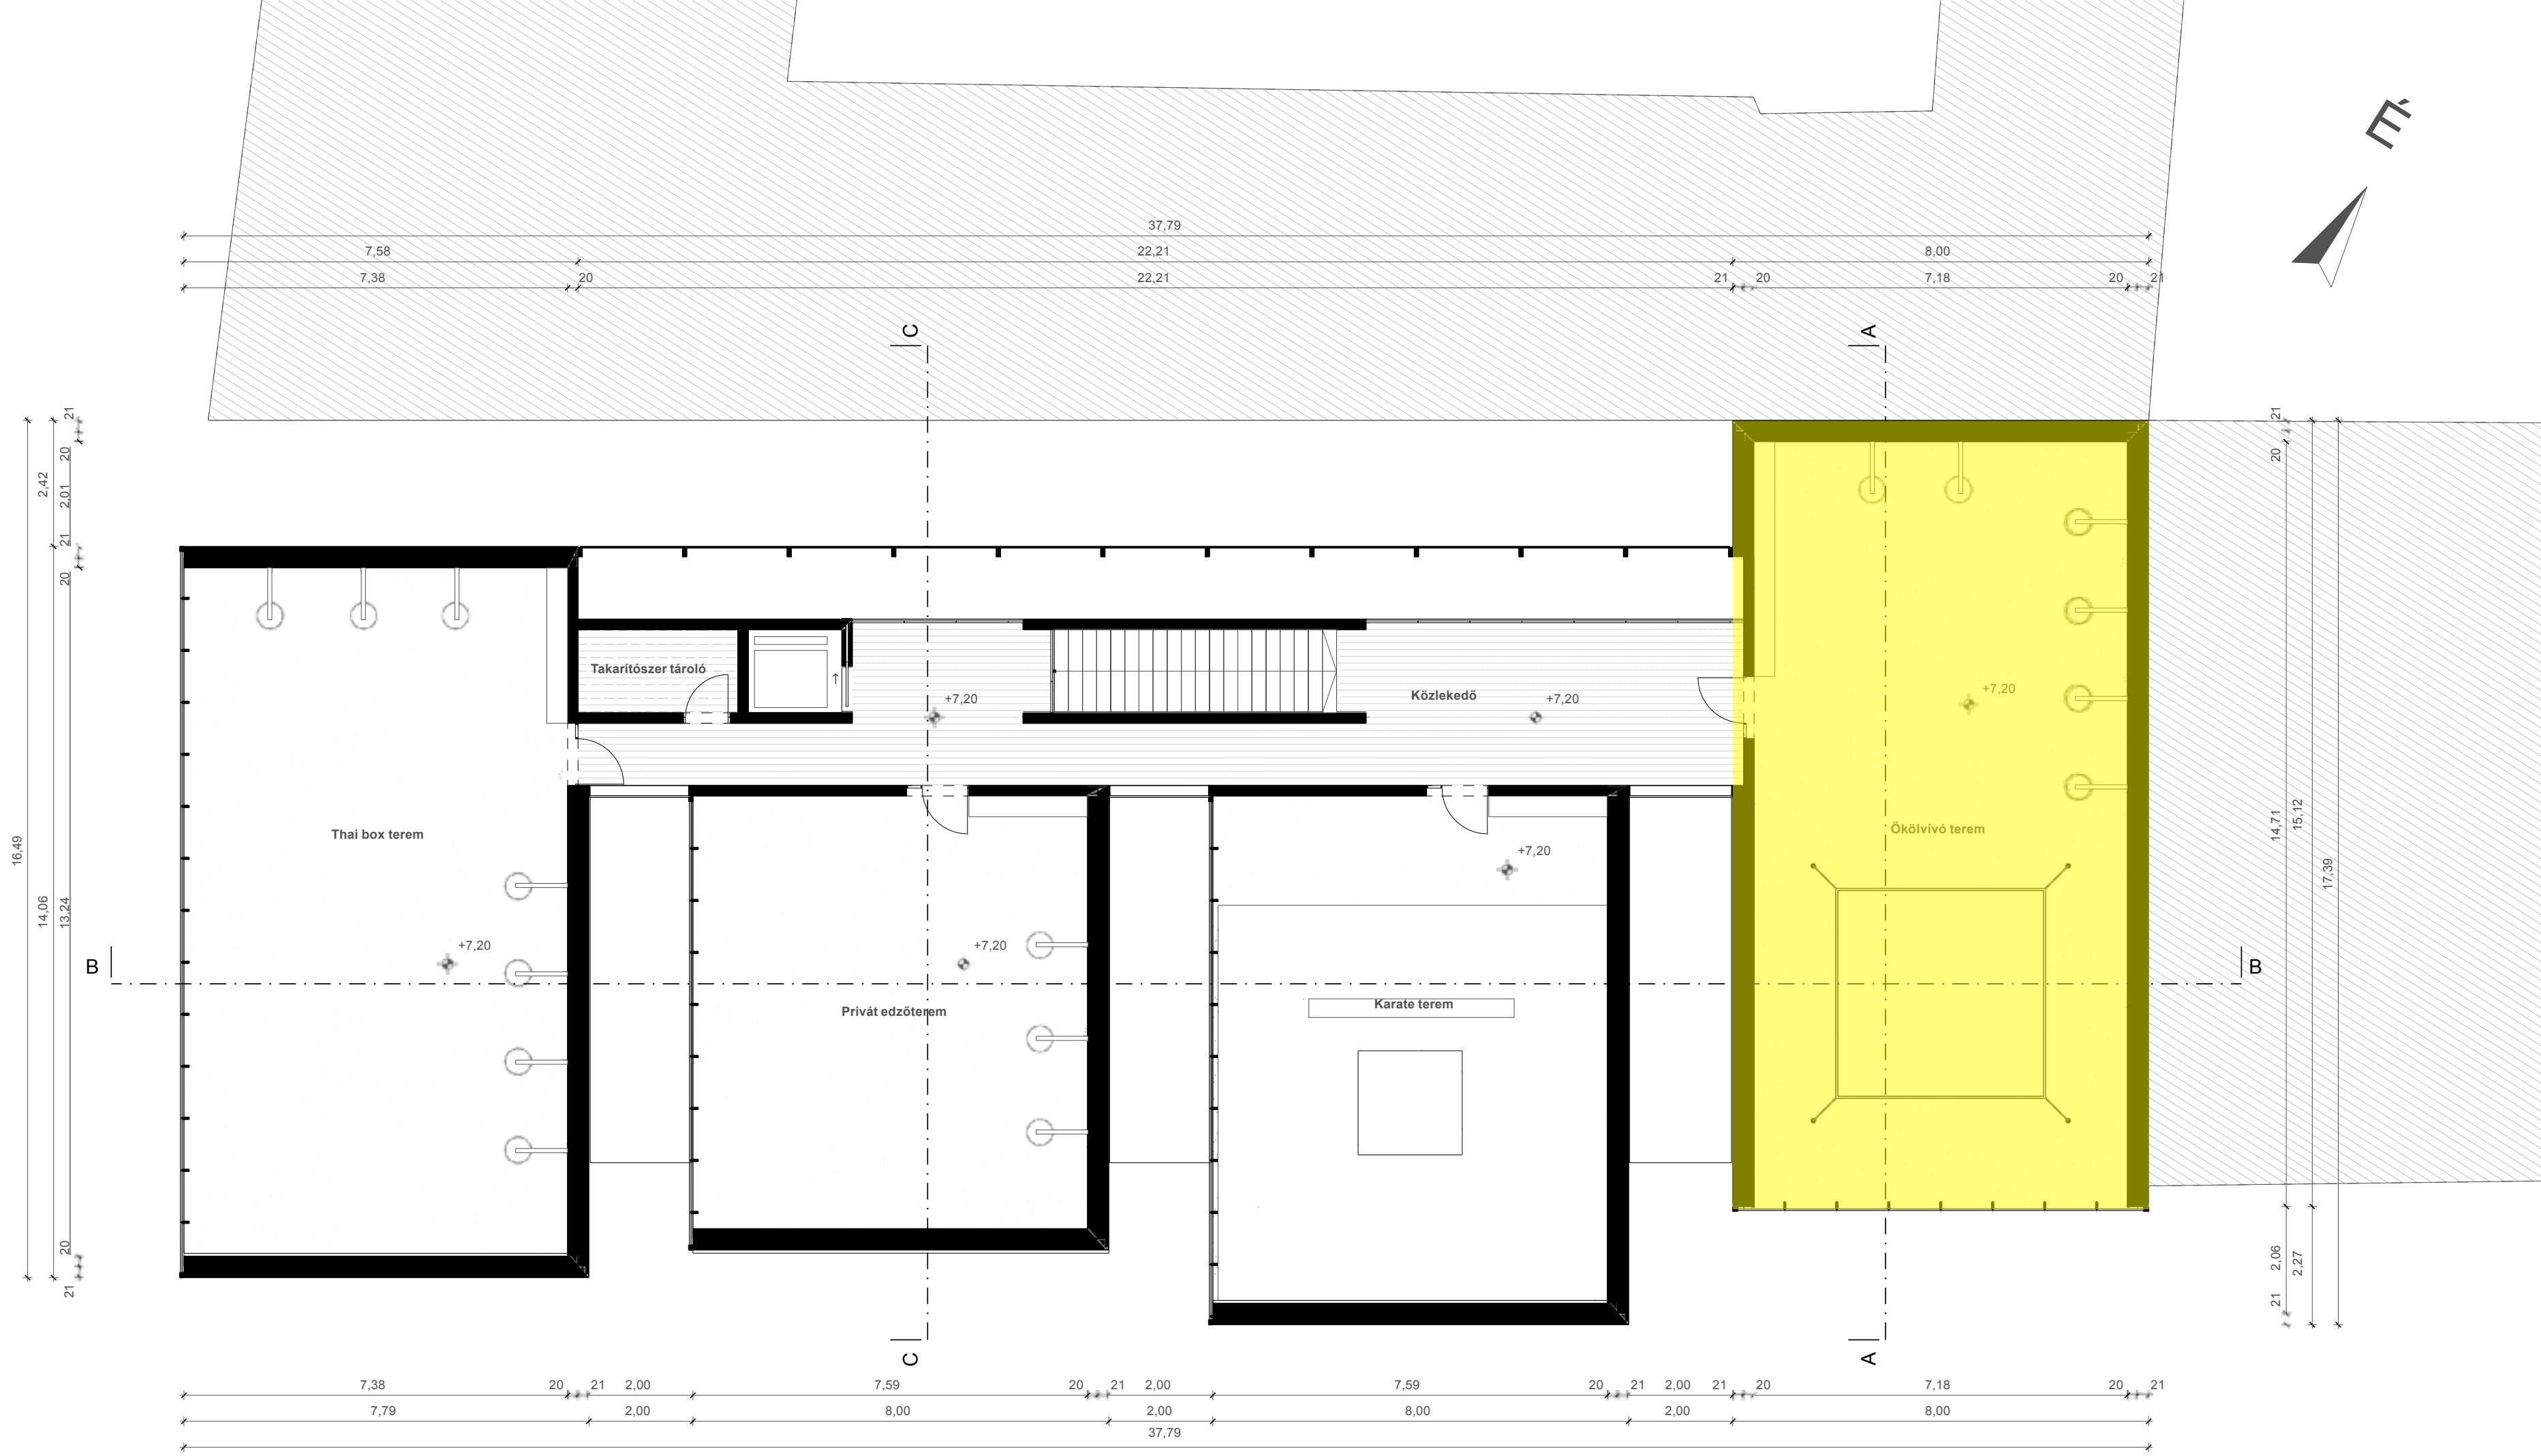 É
37,79
7,58 22,21 8,00
7,38 20 22,21 21 20 7,18 20 21
C A
21
20
2,42
2,01
21
20
16,49
14,06
13,24
20
21
21
20
14,71
15,12
17,39
2,06
2,27
21
Takarítószer tároló
+7,20
Közlekedő
+7,20
+7,20
Thai box terem
Ökölvívó terem
+7,20
+7,20
+7,20
B B
Privát edzőterem
Karate terem
C A
7,38 20 21 2,00 7,59 20 21 2,00 7,59 20 21 2,00 21 20 7,18 20 21
7,79 2,00 8,00 2,00 8,00 2,00 8,00
37,79